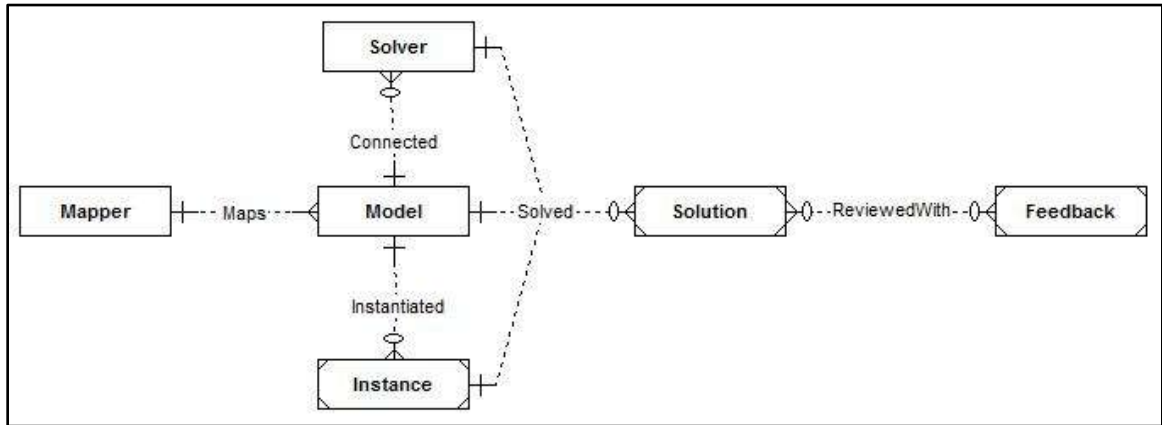 Solver
Connected
Mapper
Maps
Model
Solved
Solution
ReviewedWith
Feedback
Instantiated
Instance